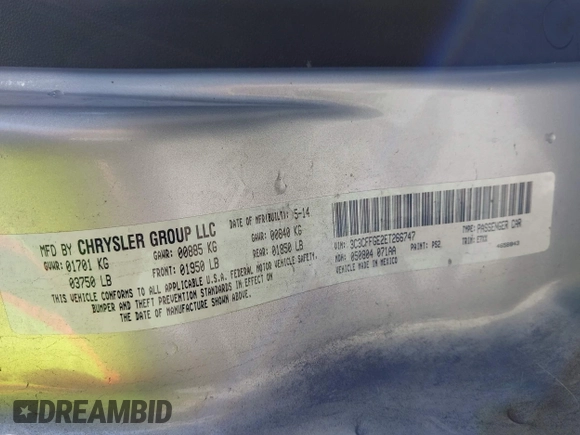 MFD BY CHRYSLER GROUP LLC DATE OF MFR(BUILT): 5-14
GVWR: 01701 KG GAWR: 00885 KG GAWR: 00840 KG
03750 LB FRONT: 01950 LB REAR: 01850 LB
THIS VEHICLE CONFORMS TO ALL APPLICABLE U.S.A. FEDERAL MOTOR VEHICLE SAFETY,
BUMPER AND THEFT PREVENTION STANDARDS IN EFFECT ON
THE DATE OF MANUFACTURE SHOWN ABOVE.
VIN: 3C3CFFGE2ET266747 TYPE: PASSENGER CAR
MDH: 050804 071AA PAINT: PS2 TRIM:
VEHICLE MADE IN MEXICO
DREAMBID